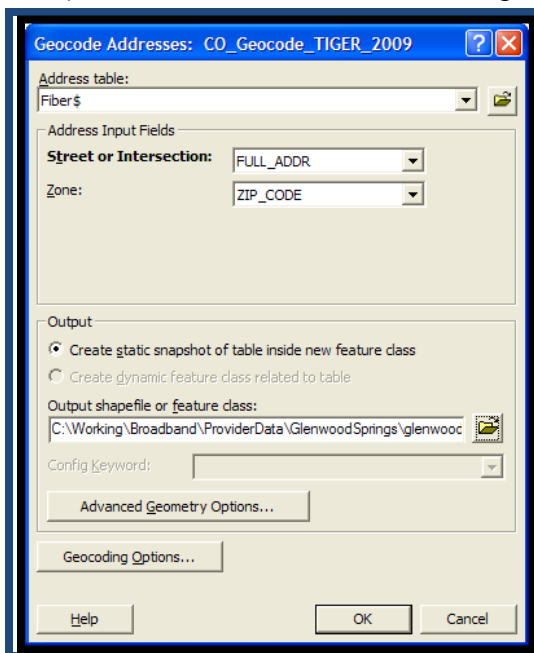 Geocode Addresses: CO_Geocode_TIGER_2009
Address table:
Fiber$
Address Input Fields
Street or Intersection: FULL_ADDR
Zone: ZIP_CODE
Output
Create static snapshot of table inside new feature class
Create dynamic feature class related to table
Output shapefile or feature class:
C:\Working\Broadband\ProviderData\GlenwoodSprings\glenwood
Config Keyword:
Advanced Geometry Options...
Geocoding Options...
Help OK Cancel